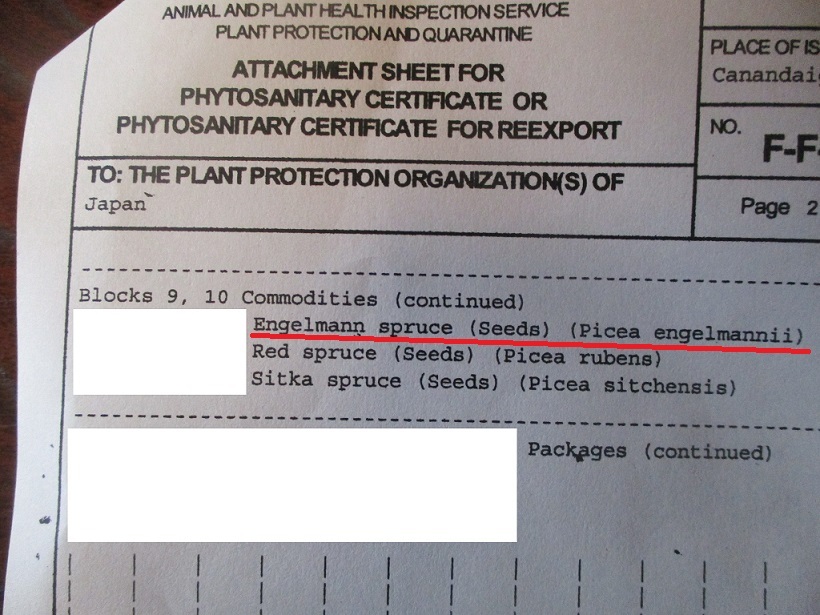 ANIMAL AND PLANT HEALTH INSPECTION SERVICE
PLANT PROTECTION AND QUARANTINE
ATTACHMENT SHEET FOR
PHYTOSANITARY CERTIFICATE OR
PHYTOSANITARY CERTIFICATE FOR REEXPORT
PLACE OF IS
Canandaig
NO.
F-F-
TO: THE PLANT PROTECTION ORGANIZATION(S) OF
Japan
Page 2
Blocks 9, 10 Commodities (continued)
Engelmann spruce (Seeds) (Picea engelmannii)
Red spruce (Seeds) (Picea rubens)
Sitka spruce (Seeds) (Picea sitchensis)
Packages (continued)